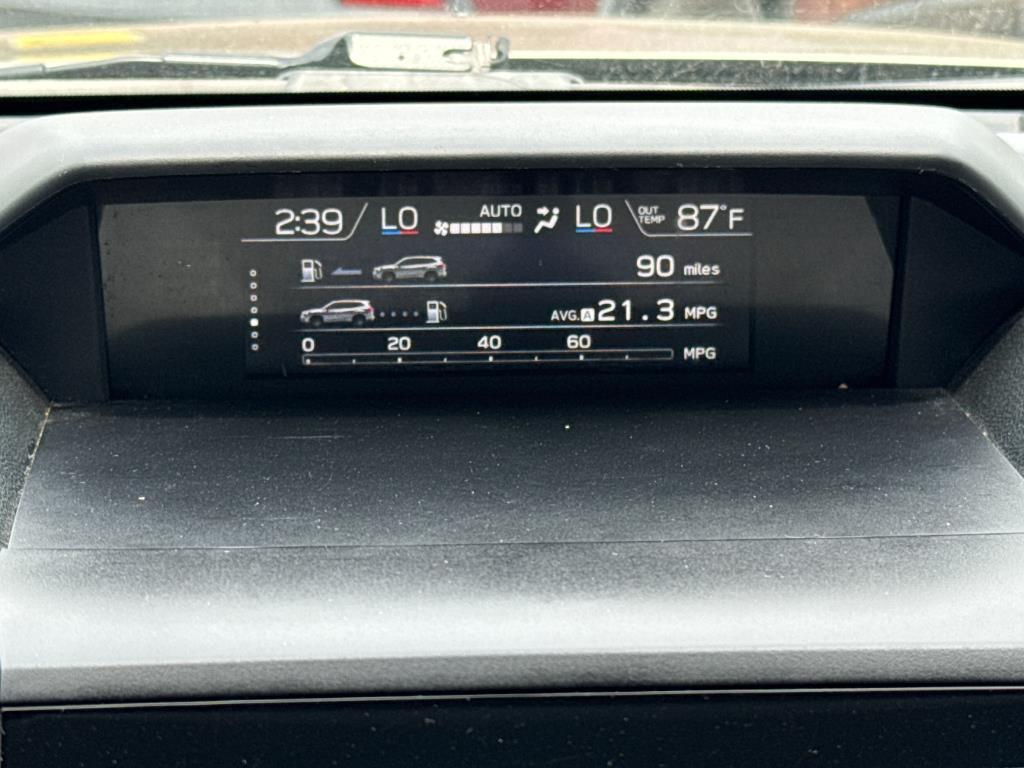 2:39 LO AUTO LO OUT TEMP 87°F
90 miles
AVG. A 21.3 MPG
0 20 40 60 MPG